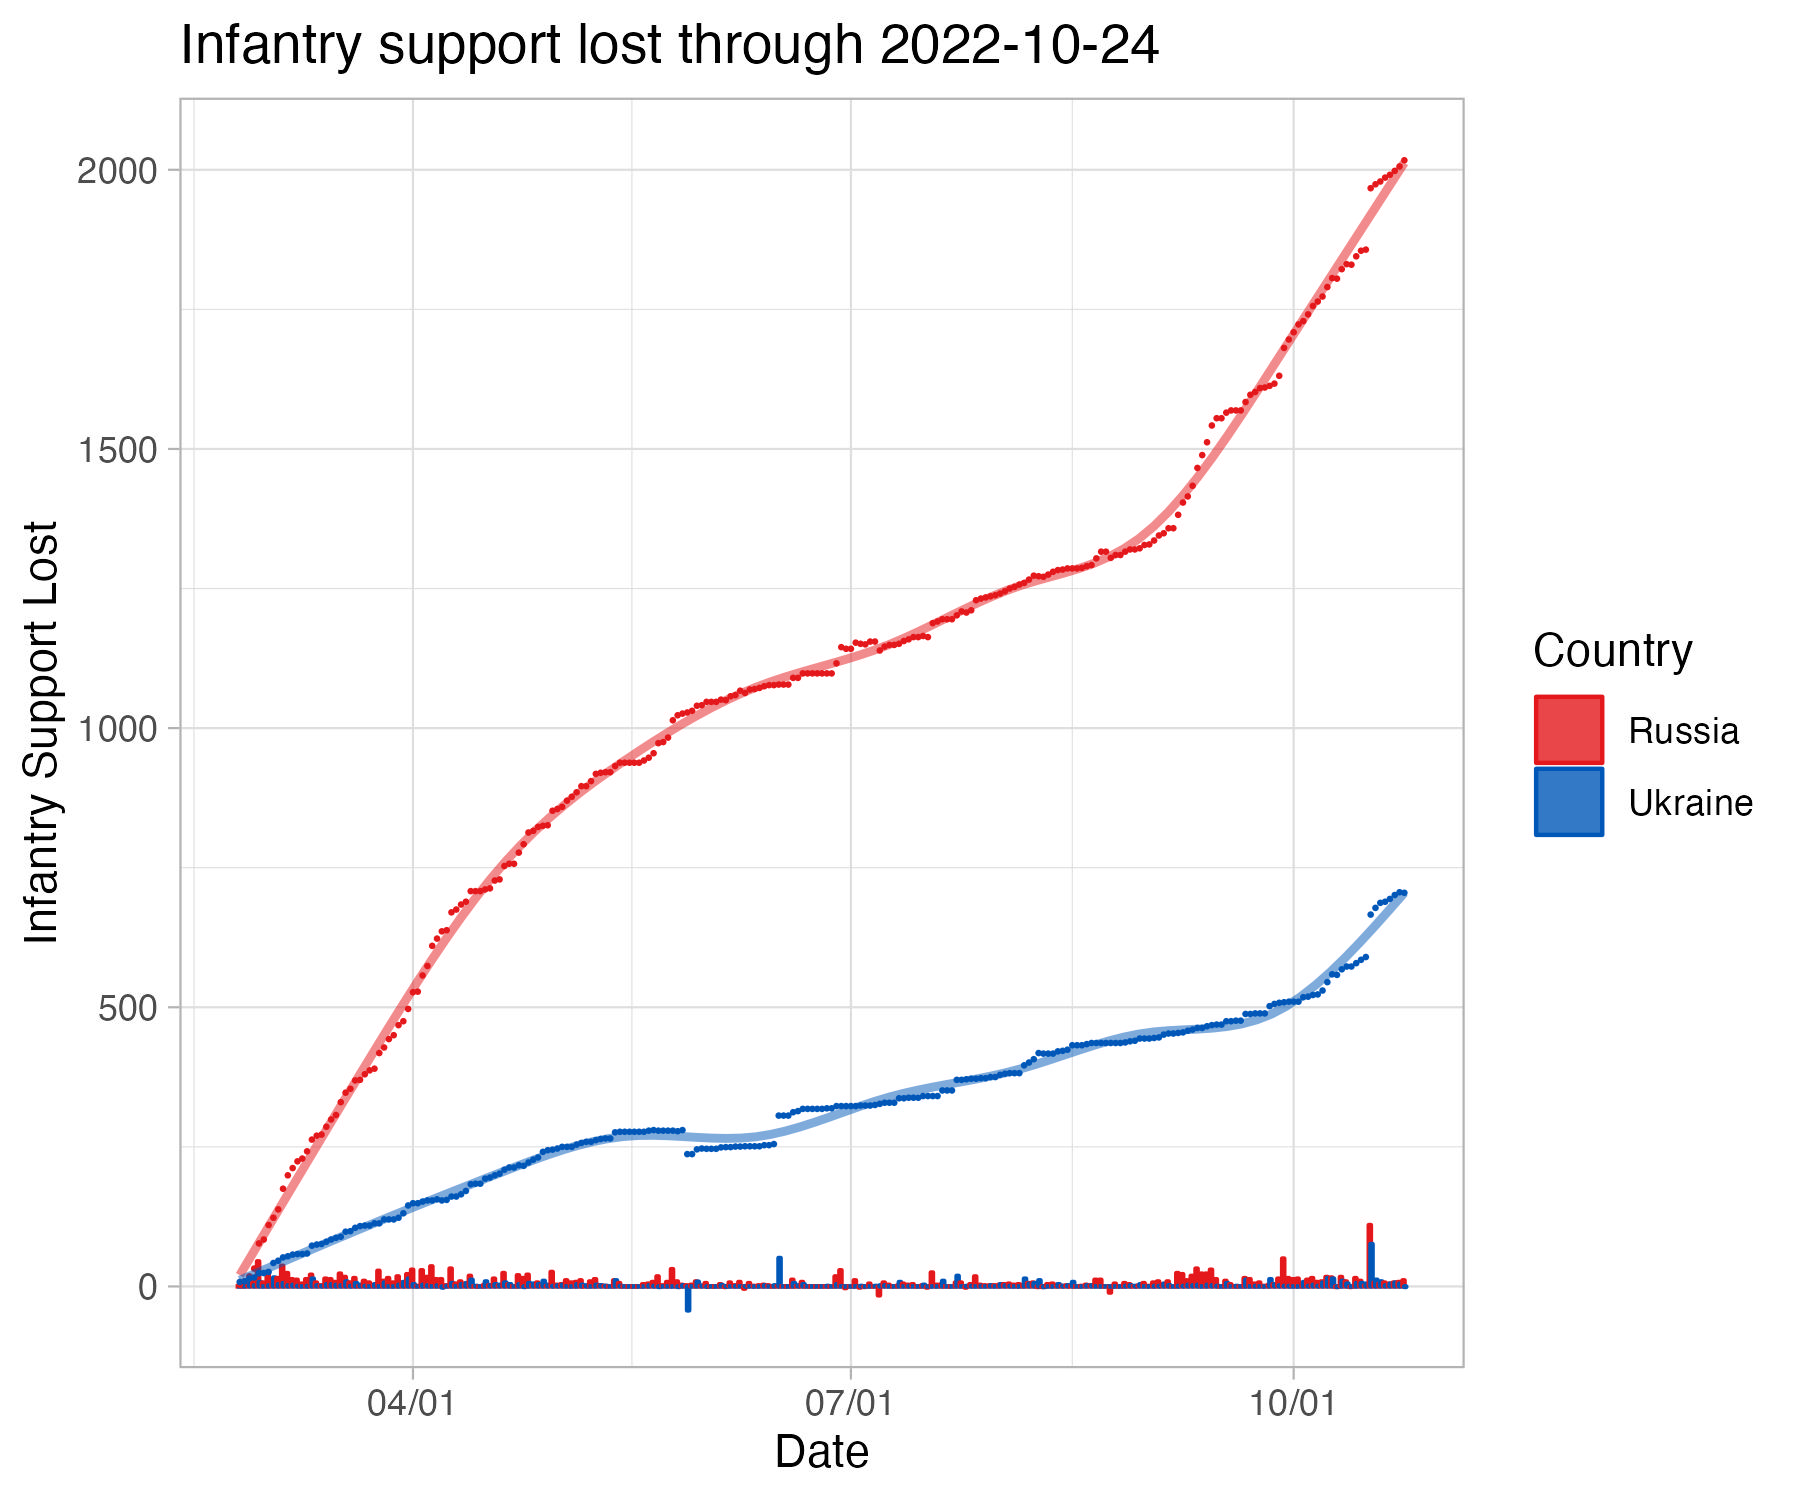 Infantry support lost through 2022-10-24
Infantry Support Lost
2000
1500
1000
500
0
04/01
07/01
10/01
Date
Country
Russia
Ukraine